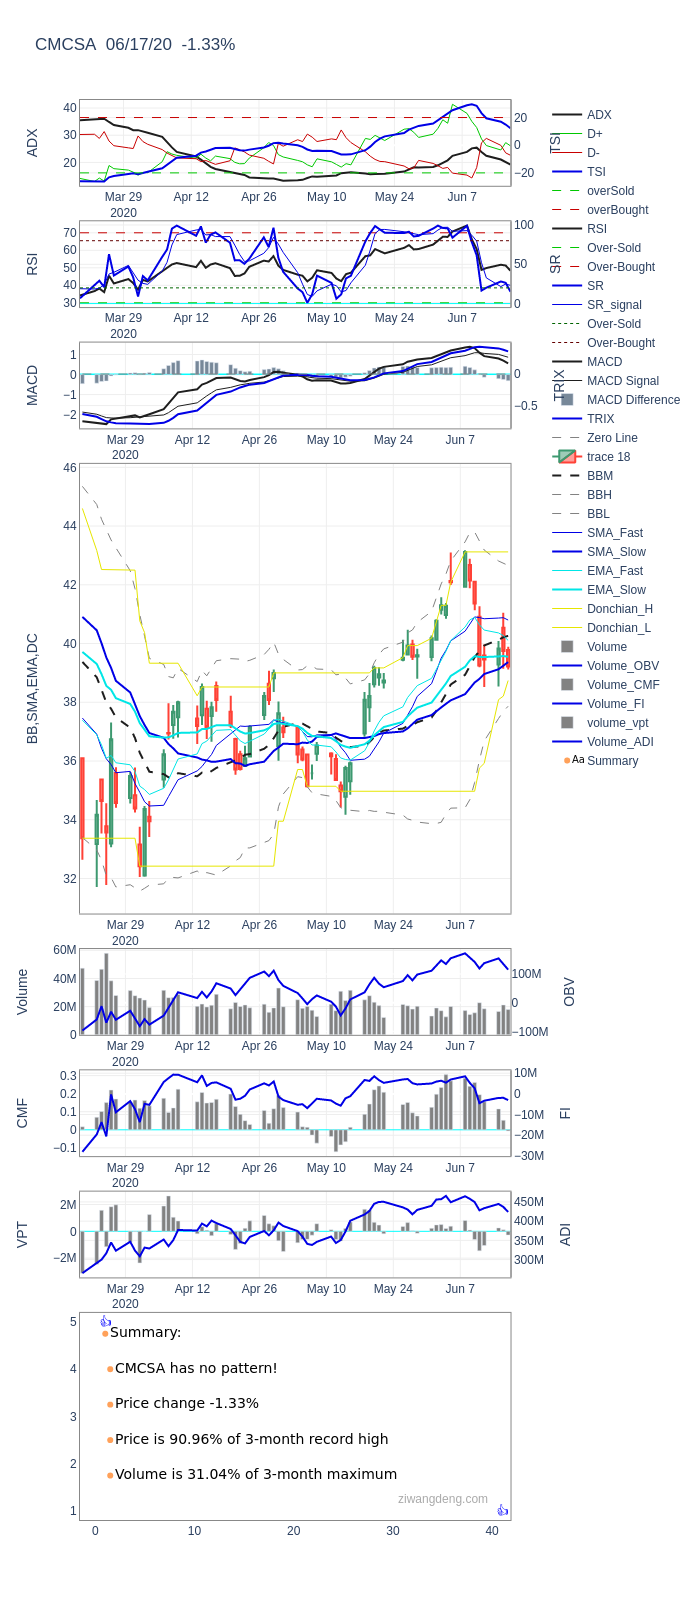 CMCSA  06/17/20  -1.33%
ADX
40
30
20
20
0
−20
TSI
Mar 29
2020
Apr 12
Apr 26
May 10
May 24
Jun 7
RSI
70
60
50
40
30
100
50
0
SR
Mar 29
2020
Apr 12
Apr 26
May 10
May 24
Jun 7
MACD
1
0
−1
−2
0
−0.5
TRIX
Mar 29
2020
Apr 12
Apr 26
May 10
May 24
Jun 7
BB,SMA,EMA,DC
46
44
42
40
38
36
34
32
Mar 29
2020
Apr 12
Apr 26
May 10
May 24
Jun 7
Volume
60M
40M
20M
0
100M
0
−100M
OBV
Mar 29
2020
Apr 12
Apr 26
May 10
May 24
Jun 7
CMF
0.3
0.2
0.1
0
−0.1
10M
0
−10M
−20M
−30M
FI
Mar 29
2020
Apr 12
Apr 26
May 10
May 24
Jun 7
VPT
2M
0
−2M
450M
400M
350M
300M
ADI
Mar 29
2020
Apr 12
Apr 26
May 10
May 24
Jun 7
5
4
3
2
1
0
10
20
30
40
👍
Summary:
CMCSA has no pattern!
Price change -1.33%
Price is 90.96% of 3-month record high
Volume is 31.04% of 3-month maximum
ziwangdeng.com
👍
ADX
D+
D-
TSI
overSold
overBought
RSI
Over-Sold
Over-Bought
SR
SR_signal
Over-Sold
Over-Bought
MACD
MACD Signal
MACD Difference
TRIX
Zero Line
trace 18
BBM
BBH
BBL
SMA_Fast
SMA_Slow
EMA_Fast
EMA_Slow
Donchian_H
Donchian_L
Volume
Volume_OBV
Volume_CMF
Volume_FI
volume_vpt
Volume_ADI
Aa Summary